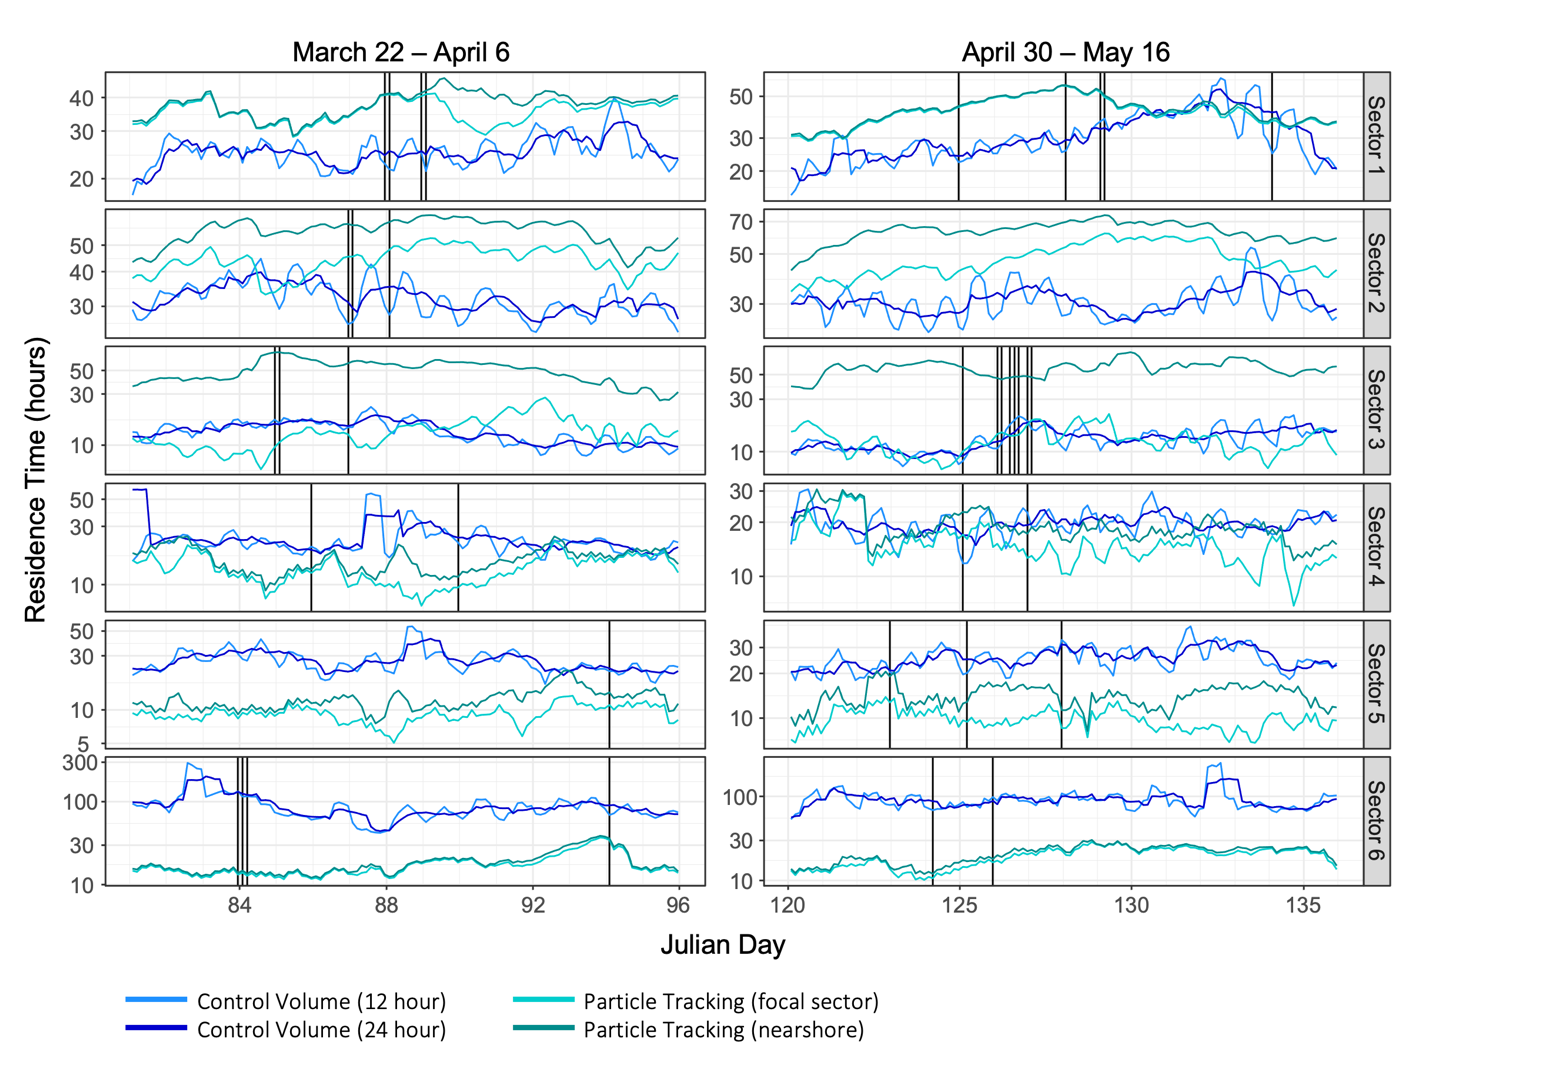 March 22 – April 6
April 30 – May 16
Residence Time (hours)
40
30
20
50
30
20
Sector 1
50
40
30
70
50
30
Sector 2
50
30
10
50
30
10
Sector 3
50
30
10
30
20
10
Sector 4
50
30
10
5
30
20
10
Sector 5
300
100
30
10
100
30
10
Sector 6
84 88 92 96
120 125 130 135
Julian Day
Control Volume (12 hour)
Particle Tracking (focal sector)
Control Volume (24 hour)
Particle Tracking (nearshore)